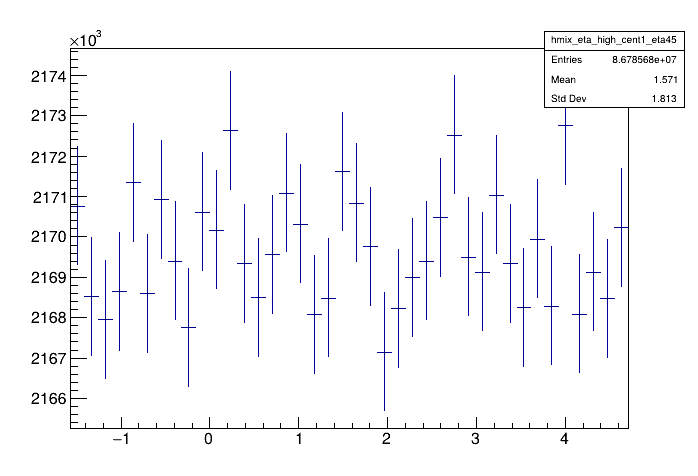 ×10³
hmix_eta_high_cent1_eta45
Entries 8.678568e+07
Mean 1.571
Std Dev 1.813
2174
2173
2172
2171
2170
2169
2168
2167
2166
−1 0 1 2 3 4